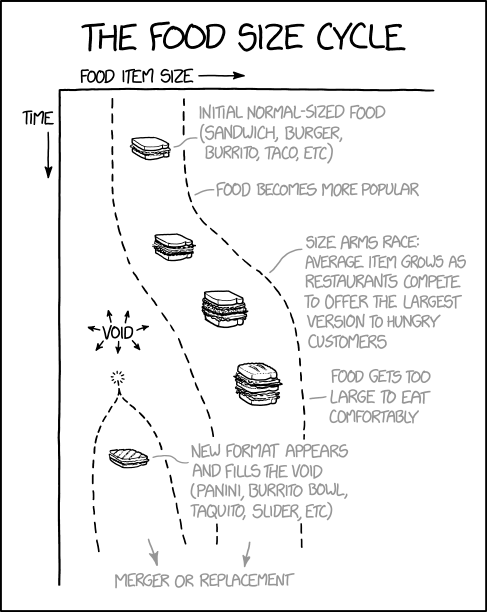 THE FOOD SIZE CYCLE
FOOD ITEM SIZE
TIME
INITIAL NORMAL-SIZED FOOD
(SANDWICH, BURGER,
BURRITO, TACO, ETC)
FOOD BECOMES MORE POPULAR
SIZE ARMS RACE:
AVERAGE ITEM GROWS AS
RESTAURANTS COMPETE
TO OFFER THE LARGEST
VERSION TO HUNGRY
CUSTOMERS
VOID
FOOD GETS TOO
LARGE TO EAT
COMFORTABLY
NEW FORMAT APPEARS
AND FILLS THE VOID
(PANINI, BURRITO BOWL,
TAQUITO, SLIDER, ETC)
MERGER OR REPLACEMENT